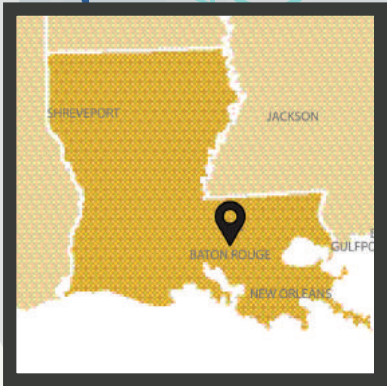 SHREVEPORT
JACKSON
BATON ROUGE
GULFPO
NEW ORLEANS